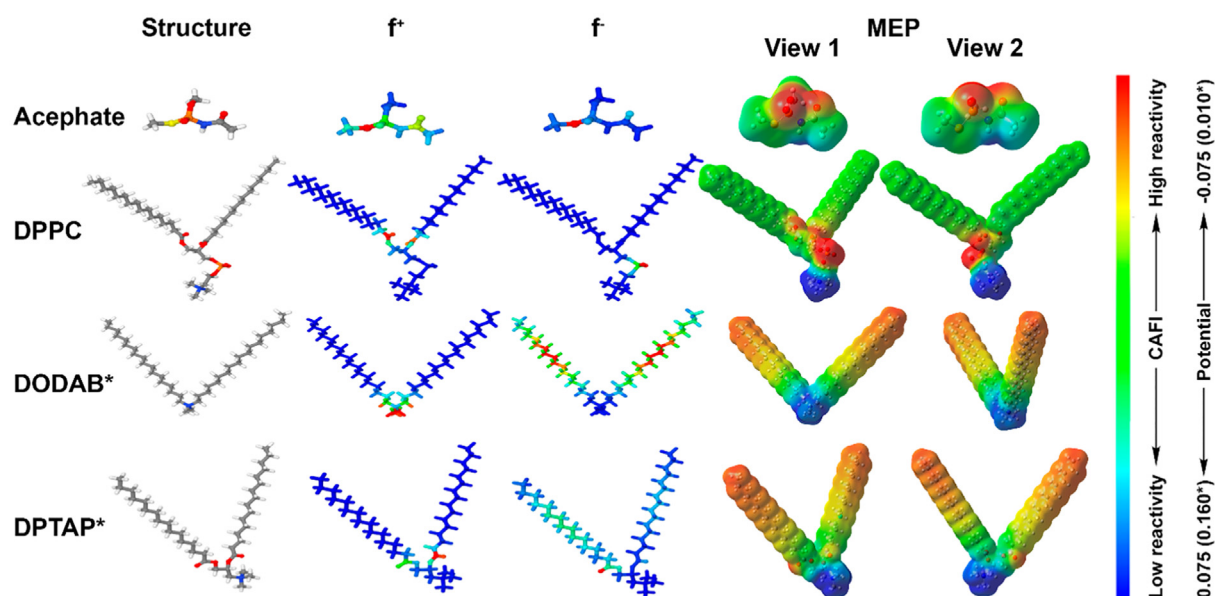 Structure
f⁺
f⁻
MEP
View 1
View 2
Acephate
DPPC
DODAB*
DPTAP*
High reactivity
CAFI
Low reactivity
-0.075 (0.010*)
Potential
0.075 (0.160*)